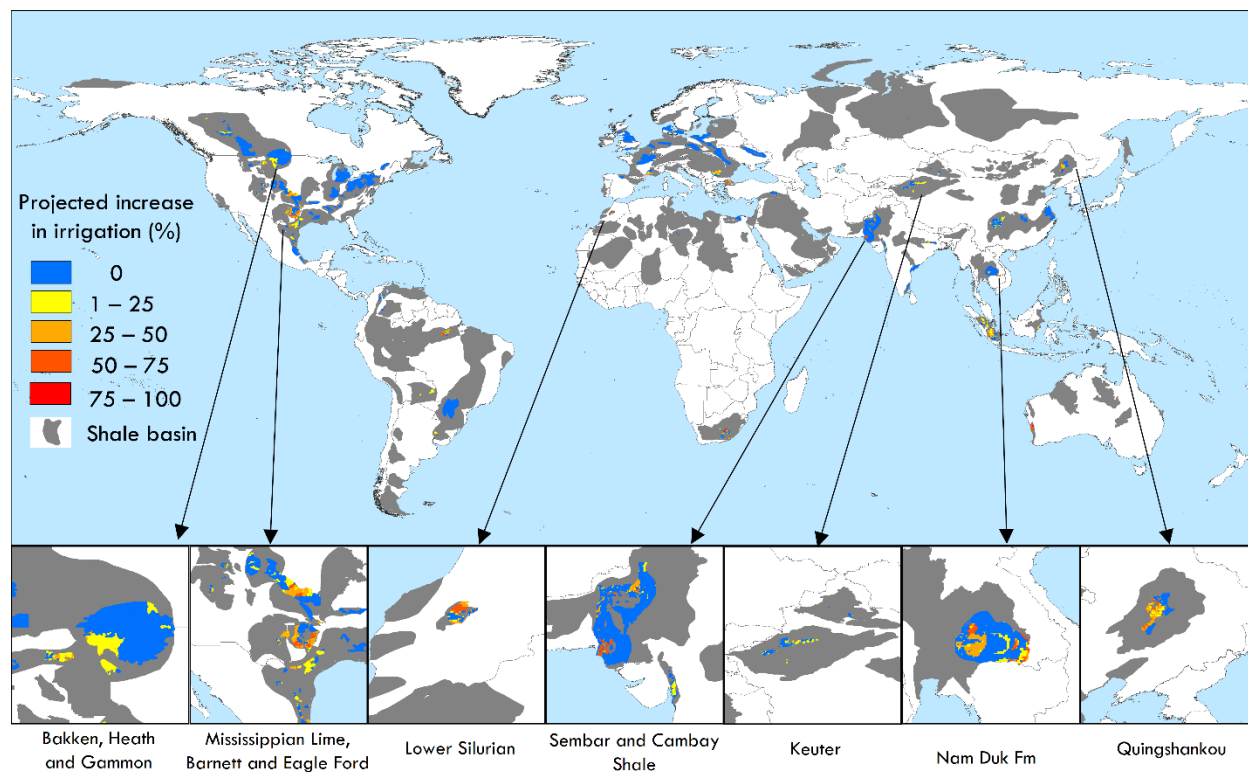 Projected increase
in irrigation (%)
0
1 – 25
25 – 50
50 – 75
75 – 100
Shale basin
Bakken, Heath
and Gammon
Mississippian Lime,
Barnett and Eagle Ford
Lower Silurian
Sembar and Cambay
Shale
Keuter
Nam Duk Fm
Quingshankou